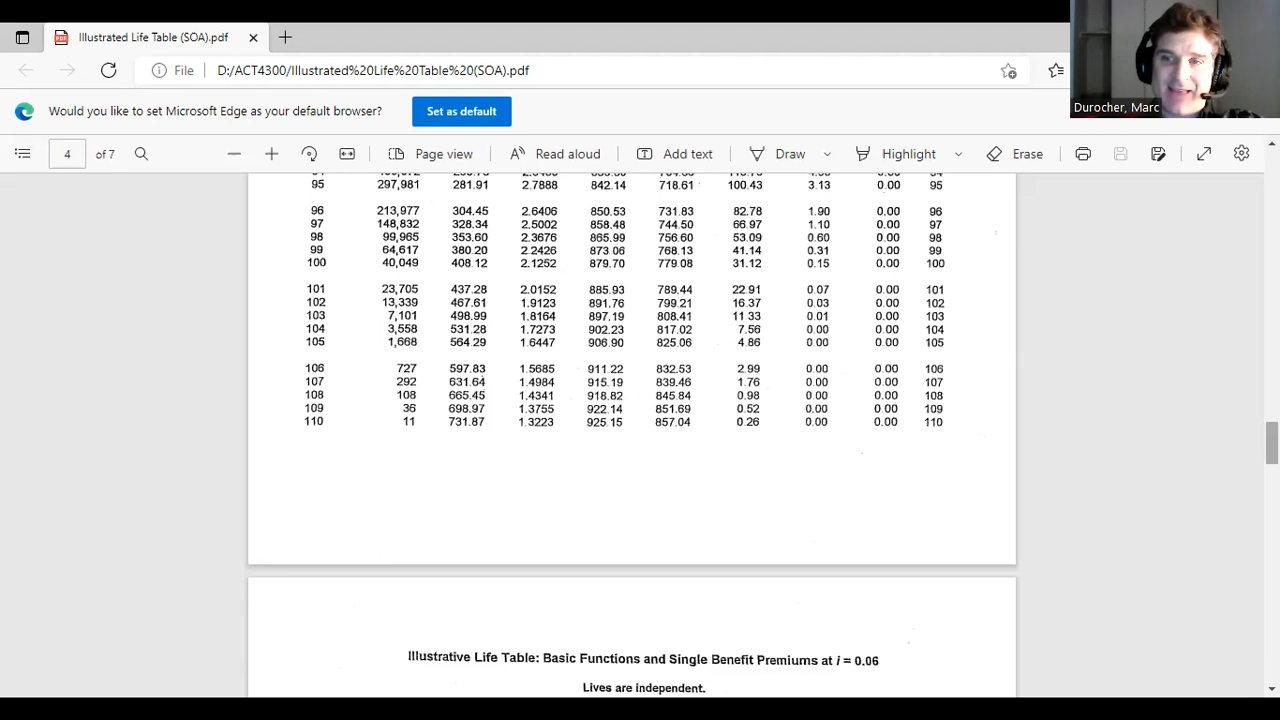 Illustrated Life Table (SOA).pdf
File D:/ACT4300/Illustrated%20Life%20Table%20(SOA).pdf
Durocher, Marc
Would you like to set Microsoft Edge as your default browser? Set as default
4 of 7 Page view Read aloud Add text Draw Highlight Erase
95 297,981 281.91 2.7888 842.14 718.61 100.43 3.13 0.00 95
96 213,977 304.45 2.6406 850.53 731.83 82.78 1.90 0.00 96
97 148,832 328.34 2.5002 858.48 744.50 66.97 1.10 0.00 97
98 99,965 353.60 2.3676 865.99 756.60 53.09 0.60 0.00 98
99 64,617 380.20 2.2426 873.06 768.13 41.14 0.31 0.00 99
100 40,049 408.12 2.1252 879.70 779.08 31.12 0.15 0.00 100
101 23,705 437.28 2.0152 885.93 789.44 22.91 0.07 0.00 101
102 13,339 467.61 1.9123 891.76 799.21 16.37 0.03 0.00 102
103 7,101 498.99 1.8164 897.19 808.41 11 33 0.01 0.00 103
104 3,558 531.28 1.7273 902.23 817.02 7.56 0.00 0.00 104
105 1,668 564.29 1.6447 906.90 825.06 4.86 0.00 0.00 105
106 727 597.83 1.5685 911.22 832.53 2.99 0.00 0.00 106
107 292 631.64 1.4984 915.19 839.46 1.76 0.00 0.00 107
108 108 665.45 1.4341 918.82 845.84 0.98 0.00 0.00 108
109 36 698.97 1.3755 922.14 851.69 0.52 0.00 0.00 109
110 11 731.87 1.3223 925.15 857.04 0.26 0.00 0.00 110
Illustrative Life Table: Basic Functions and Single Benefit Premiums at i = 0.06
Lives are independent.